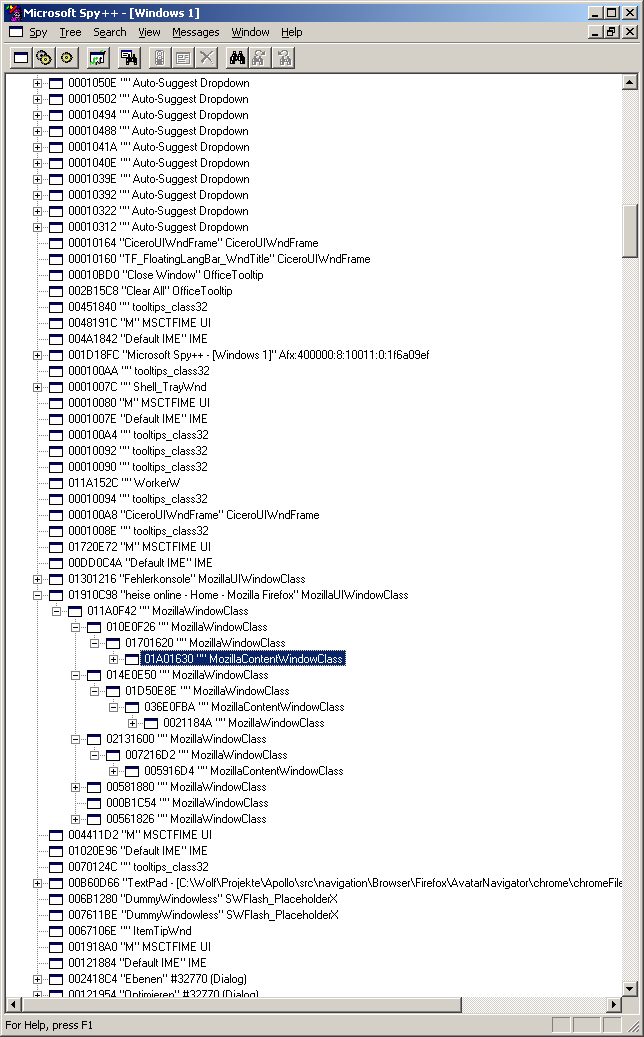 Microsoft Spy++ - [Windows 1]
Spy Tree Search View Messages Window Help
0001050E "" Auto-Suggest Dropdown
00010502 "" Auto-Suggest Dropdown
00010494 "" Auto-Suggest Dropdown
00010488 "" Auto-Suggest Dropdown
0001041A "" Auto-Suggest Dropdown
0001040E "" Auto-Suggest Dropdown
0001039E "" Auto-Suggest Dropdown
00010392 "" Auto-Suggest Dropdown
00010322 "" Auto-Suggest Dropdown
00010312 "" Auto-Suggest Dropdown
00010164 "CiceroUIWndFrame" CiceroUIWndFrame
00010160 "TF_FloatingLangBar_WndTitle" CiceroUIWndFrame
00010BD0 "Close Window" OfficeTooltip
002B15C8 "Clear All" OfficeTooltip
00451840 "" tooltips_class32
0048191C "M" MSCTFIME UI
004A1842 "Default IME" IME
001D18FC "Microsoft Spy++ - [Windows 1]" Afx:400000:8:10011:0:1f6a09ef
000100AA "" tooltips_class32
0001007C "" Shell_TrayWnd
00010080 "M" MSCTFIME UI
0001007E "Default IME" IME
000100A4 "" tooltips_class32
00010092 "" tooltips_class32
00010090 "" tooltips_class32
011A152C "" WorkerW
00010094 "" tooltips_class32
000100A8 "CiceroUIWndFrame" CiceroUIWndFrame
0001008E "" tooltips_class32
01720E72 "M" MSCTFIME UI
00DD0C4A "Default IME" IME
01301216 "Fehlerkonsole" MozillaUIWindowClass
01910C98 "heise online - Home - Mozilla Firefox" MozillaUIWindowClass
011A0F42 "" MozillaWindowClass
010E0F26 "" MozillaWindowClass
01701620 "" MozillaWindowClass
01A01630 "" MozillaContentWindowClass
014E0E50 "" MozillaWindowClass
01D50E8E "" MozillaWindowClass
036E0FBA "" MozillaContentWindowClass
0021184A "" MozillaWindowClass
02131600 "" MozillaWindowClass
007216D2 "" MozillaWindowClass
005916D4 "" MozillaContentWindowClass
00581880 "" MozillaWindowClass
000B1C54 "" MozillaWindowClass
00561826 "" MozillaWindowClass
004411D2 "M" MSCTFIME UI
01020E96 "Default IME" IME
0070124C "" tooltips_class32
00B60D66 "TextPad - [C:\Wolf\Projekte\Apollo\src\navigation\Browser\Firefox\AvatarNavigator\chrome\chromeFile
006B1280 "DummyWindowless" SWFlash_PlaceholderX
007611BE "DummyWindowless" SWFlash_PlaceholderX
0067106E "" ItemTipWnd
001918A0 "M" MSCTFIME UI
00121884 "Default IME" IME
002418C4 "Ebenen" #32770 (Dialog)
00121954 "Optimieren" #32770 (Dialog)
For Help, press F1